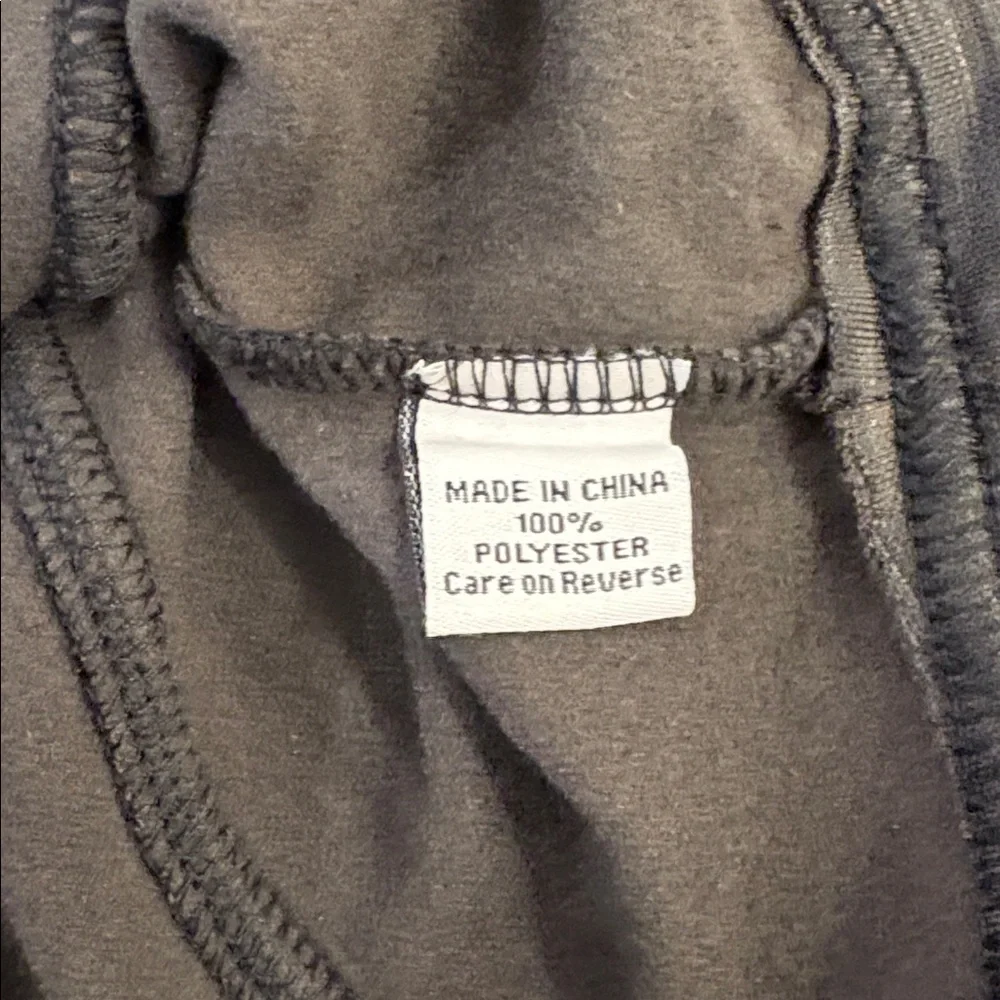 MADE IN CHINA
100%
POLYESTER
Care on Reverse